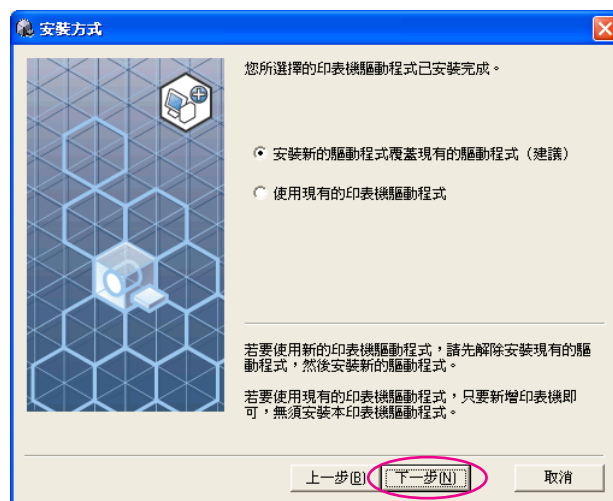 安裝方式
您所選擇的印表機驅動程式已安裝完成。
安裝新的驅動程式覆蓋現有的驅動程式（建議）
使用現有的印表機驅動程式
若要使用新的印表機驅動程式，請先解除安裝現有的驅
動程式，然後安裝新的驅動程式。
若要使用現有的印表機驅動程式，只要新增印表機即
可，無須安裝本印表機驅動程式。
上一步(B) 下一步(N) 取消